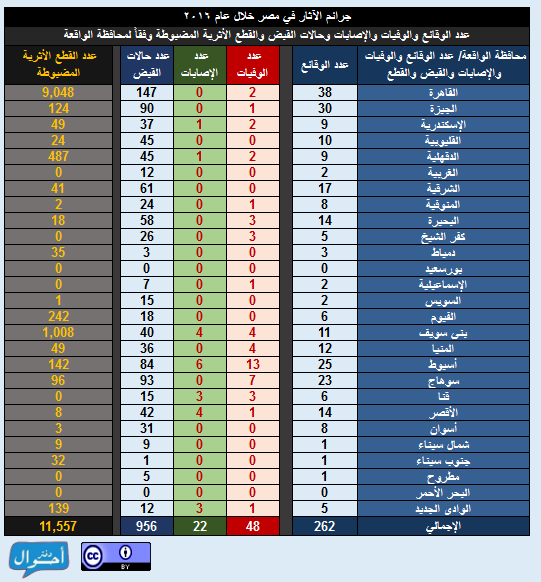 جرائم الآثار في مصر خلال عام ٢٠١٦
عدد الوقائع والوفيات والإصابات وحالات القبض والقطع الأثرية المضبوطة وفقاً لمحافظة الواقعة
محافظة الواقعة/ عدد الوقائع والوفيات والإصابات والقبض والقطع عدد الوقائع عدد الوفيات عدد الإصابات عدد حالات القبض عدد القطع الأثرية المضبوطة
القاهرة 38 2 0 147 9,048
الجيزة 30 1 0 90 124
الإسكندرية 9 2 1 37 49
القليوبية 10 0 0 45 24
الدقهلية 9 2 1 45 487
الغربية 2 0 0 12 0
الشرقية 17 0 0 61 41
المنوفية 8 1 0 24 2
البحيرة 14 3 0 58 18
كفر الشيخ 5 3 0 26 0
دمياط 3 0 0 3 35
بورسعيد 0 0 0 0 0
الإسماعيلية 2 1 0 7 0
السويس 2 0 0 15 1
الفيوم 6 0 0 18 242
بنى سويف 11 4 4 40 1,008
المنيا 12 4 0 36 49
أسيوط 25 13 6 84 142
سوهاج 23 7 0 93 96
قنا 6 3 3 15 0
الأقصر 14 1 4 42 8
أسوان 8 0 0 31 3
شمال سيناء 1 0 0 9 9
جنوب سيناء 1 0 0 1 32
مطروح 1 0 0 5 0
البحر الأحمر 0 0 0 0 0
الوادى الجديد 5 1 3 12 139
الإجمالي 262 48 22 956 11,557
دفتر أحوال
cc BY